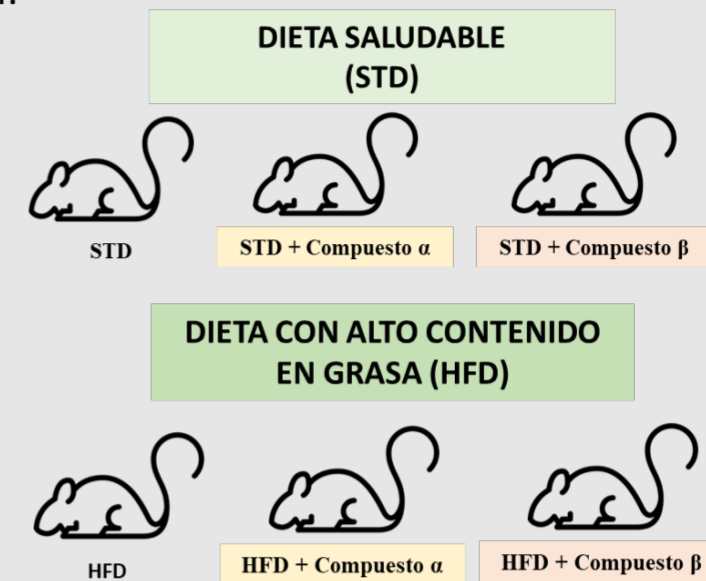 DIETA SALUDABLE
(STD)
STD
STD + Compuesto α
STD + Compuesto β
DIETA CON ALTO CONTENIDO
EN GRASA (HFD)
HFD
HFD + Compuesto α
HFD + Compuesto β